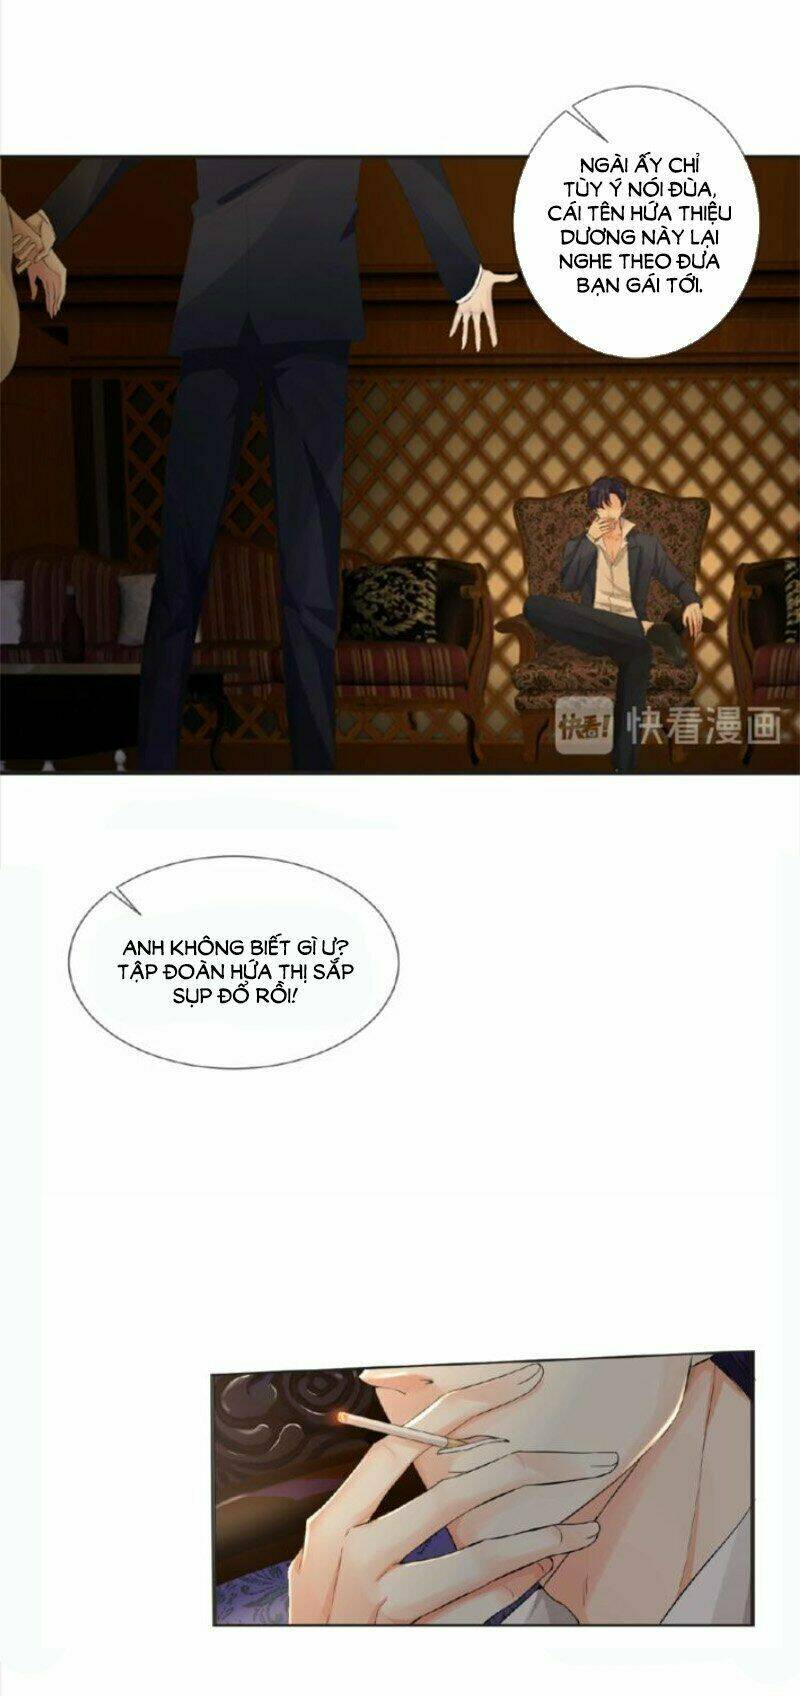 NGÀI ẤY CHỈ
TÙY Ý NÓI ĐÙA,
CÁI TÊN HỨA THIỆU
DƯƠNG NÀY LẠI
NGHE THEO ĐƯA
BẠN GÁI TỚI.
快看! 快看漫画
ANH KHÔNG BIẾT GÌ Ư?
TẬP ĐOÀN HỨA THỊ SẮP
SỤP ĐỔ RỒI!